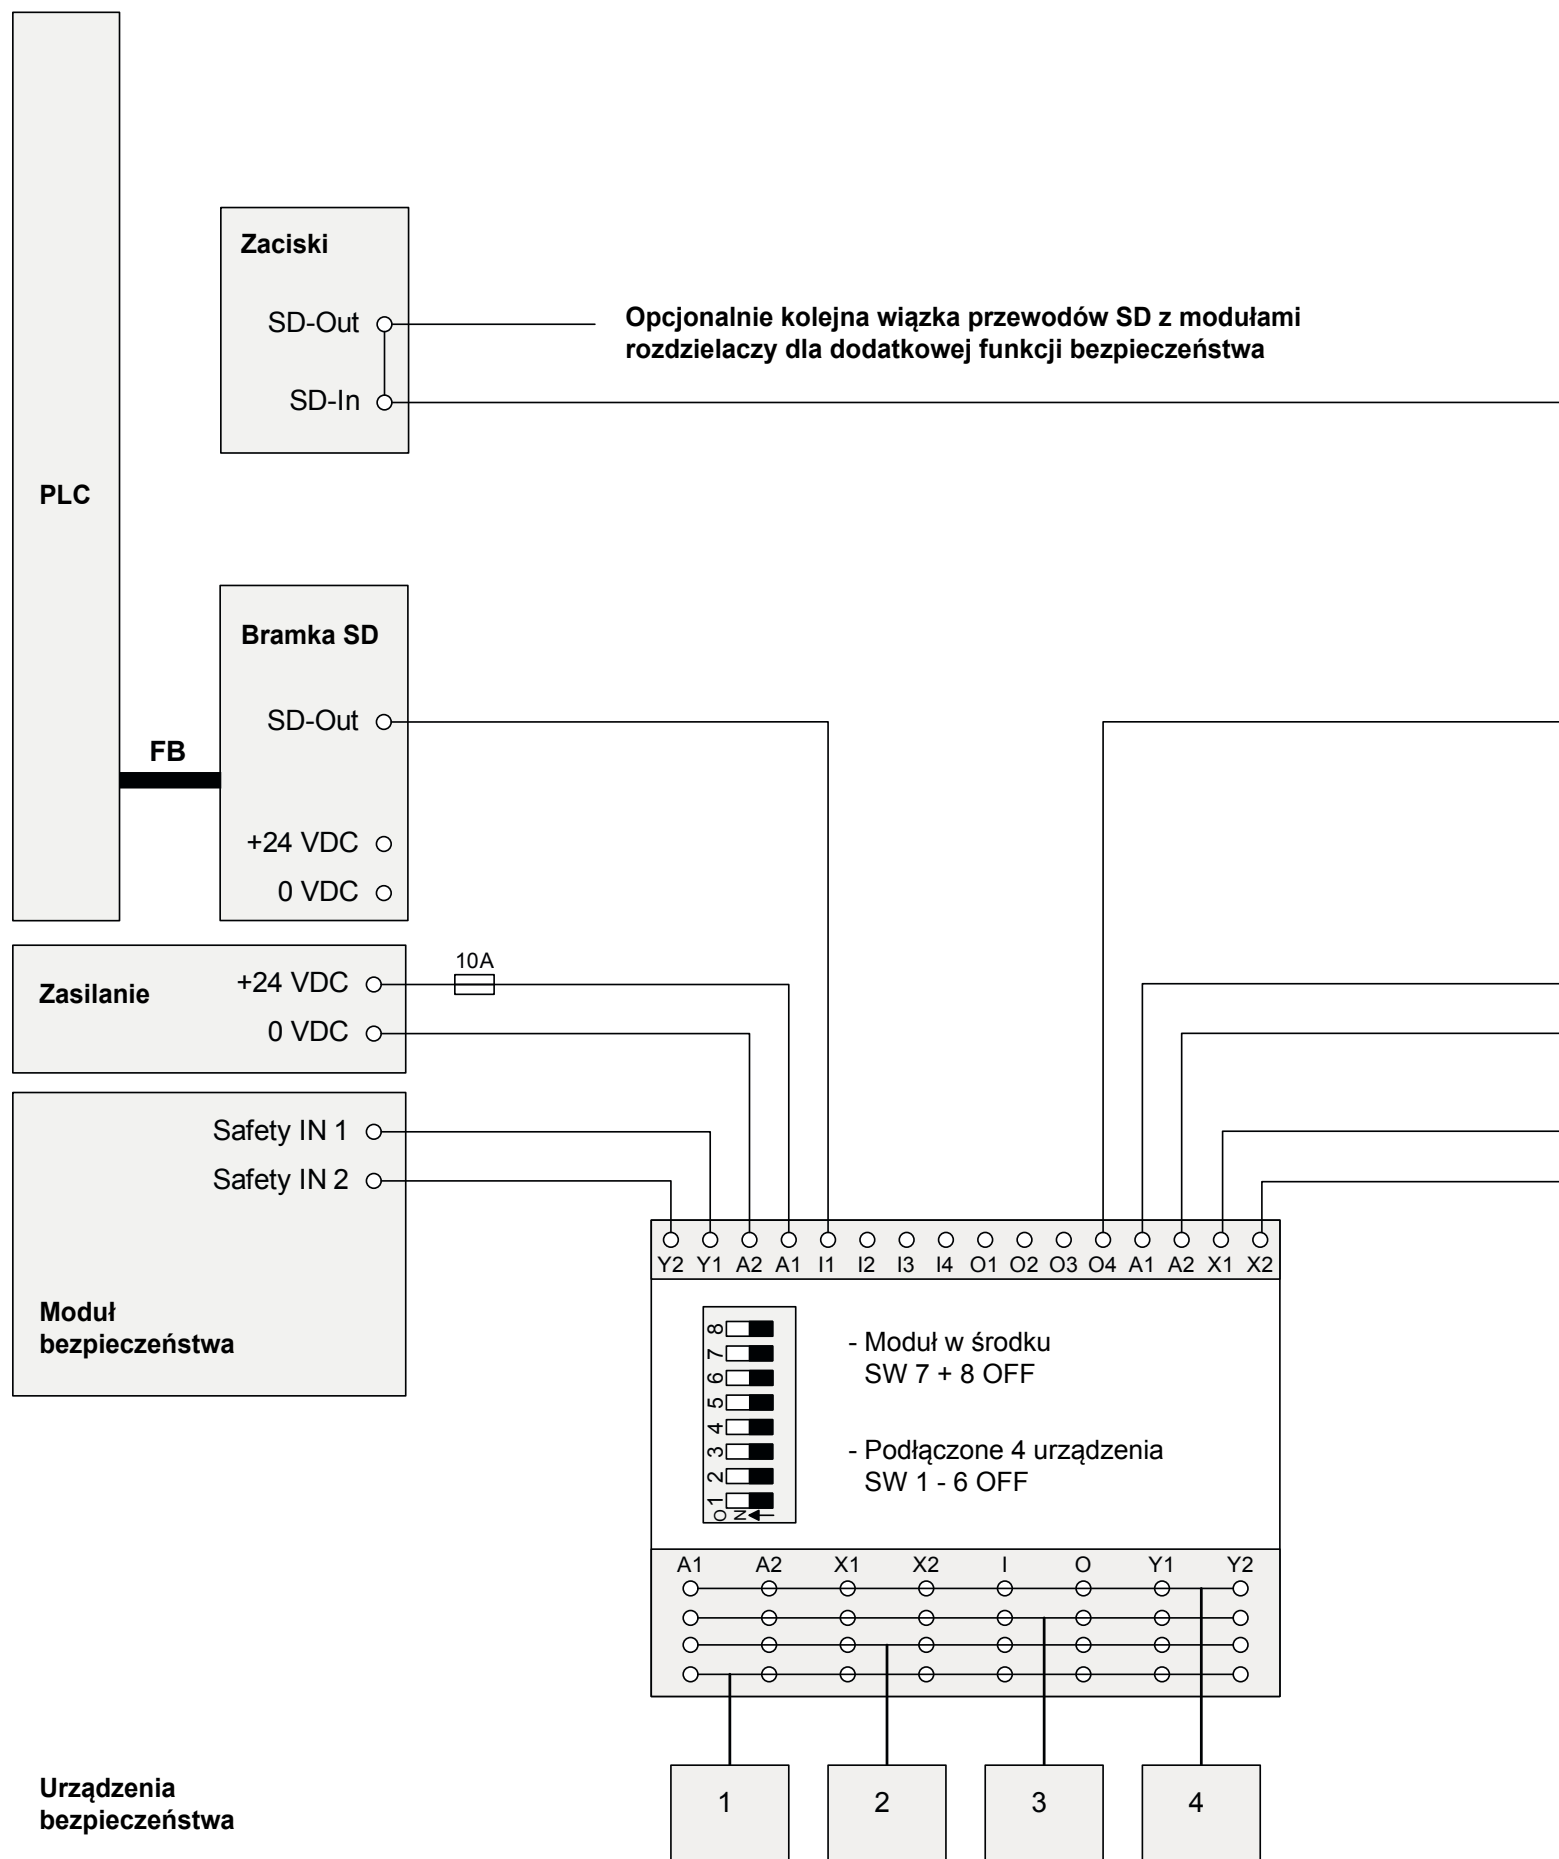 Zaciski
SD-Out
Opcjonalnie kolejna wiązka przewodów SD z modułami
rozdzielaczy dla dodatkowej funkcji bezpieczeństwa
SD-In
PLC
Bramka SD
SD-Out
FB
+24 VDC
0 VDC
10A
Zasilanie
+24 VDC
0 VDC
Safety IN 1
Safety IN 2
Moduł
bezpieczeństwa
Y2 Y1 A2 A1 I1 I2 I3 I4 O1 O2 O3 O4 A1 A2 X1 X2
8
7
6
5
4
3
2
1
O N
- Moduł w środku
SW 7 + 8 OFF
- Podłączone 4 urządzenia
SW 1 - 6 OFF
A1 A2 X1 X2 I O Y1 Y2
Urządzenia
bezpieczeństwa
1 2 3 4